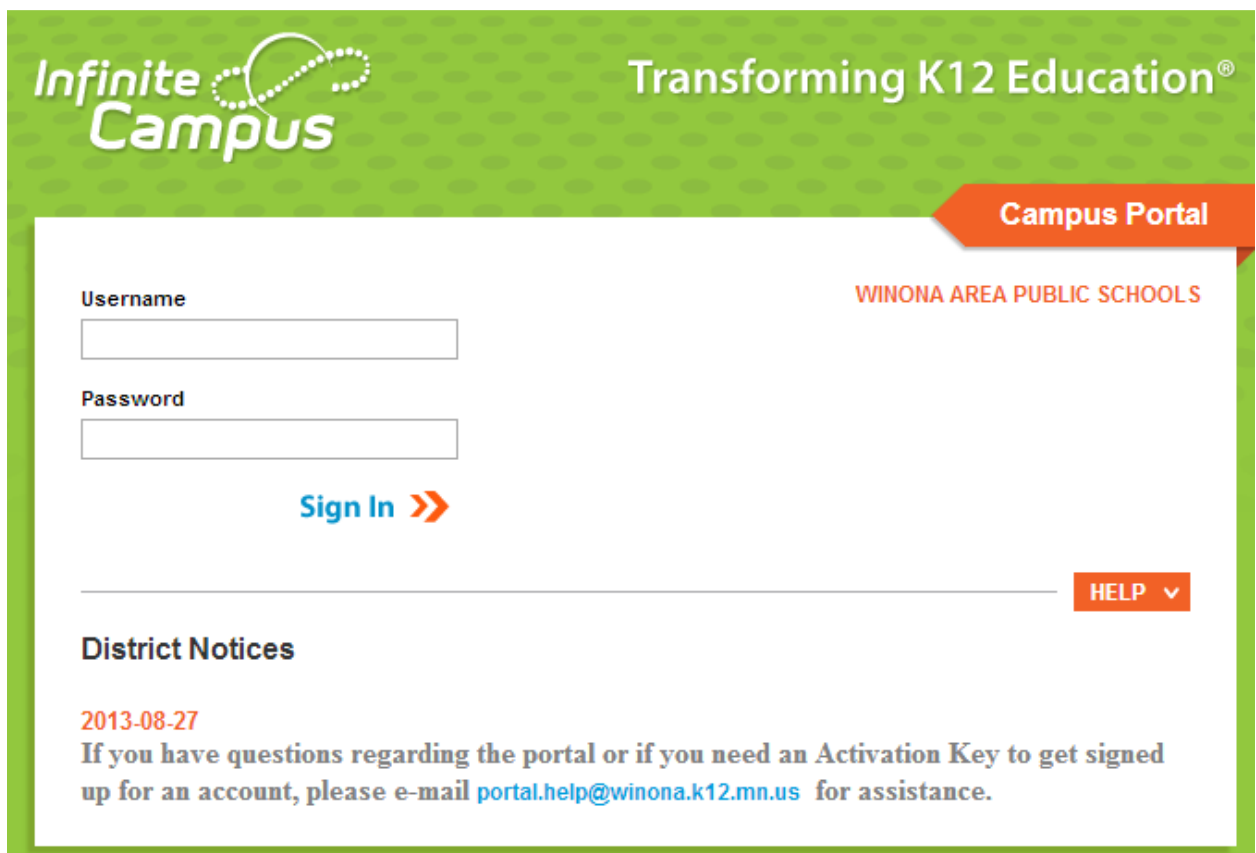 Infinite
Campus
Transforming K12 Education®
Campus Portal
WINONA AREA PUBLIC SCHOOLS
Username
Password
Sign In
HELP
District Notices
2013-08-27
If you have questions regarding the portal or if you need an Activation Key to get signed
up for an account, please e-mail portal.help@winona.k12.mn.us for assistance.